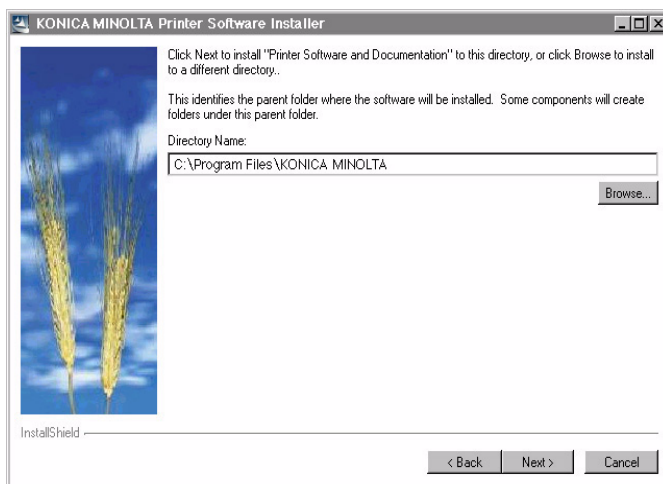 KONICA MINOLTA Printer Software Installer
Click Next to install "Printer Software and Documentation" to this directory, or click Browse to install
to a different directory..
This identifies the parent folder where the software will be installed. Some components will create
folders under this parent folder.
Directory Name:
C:\Program Files\KONICA MINOLTA
Browse...
InstallShield
< Back Next > Cancel